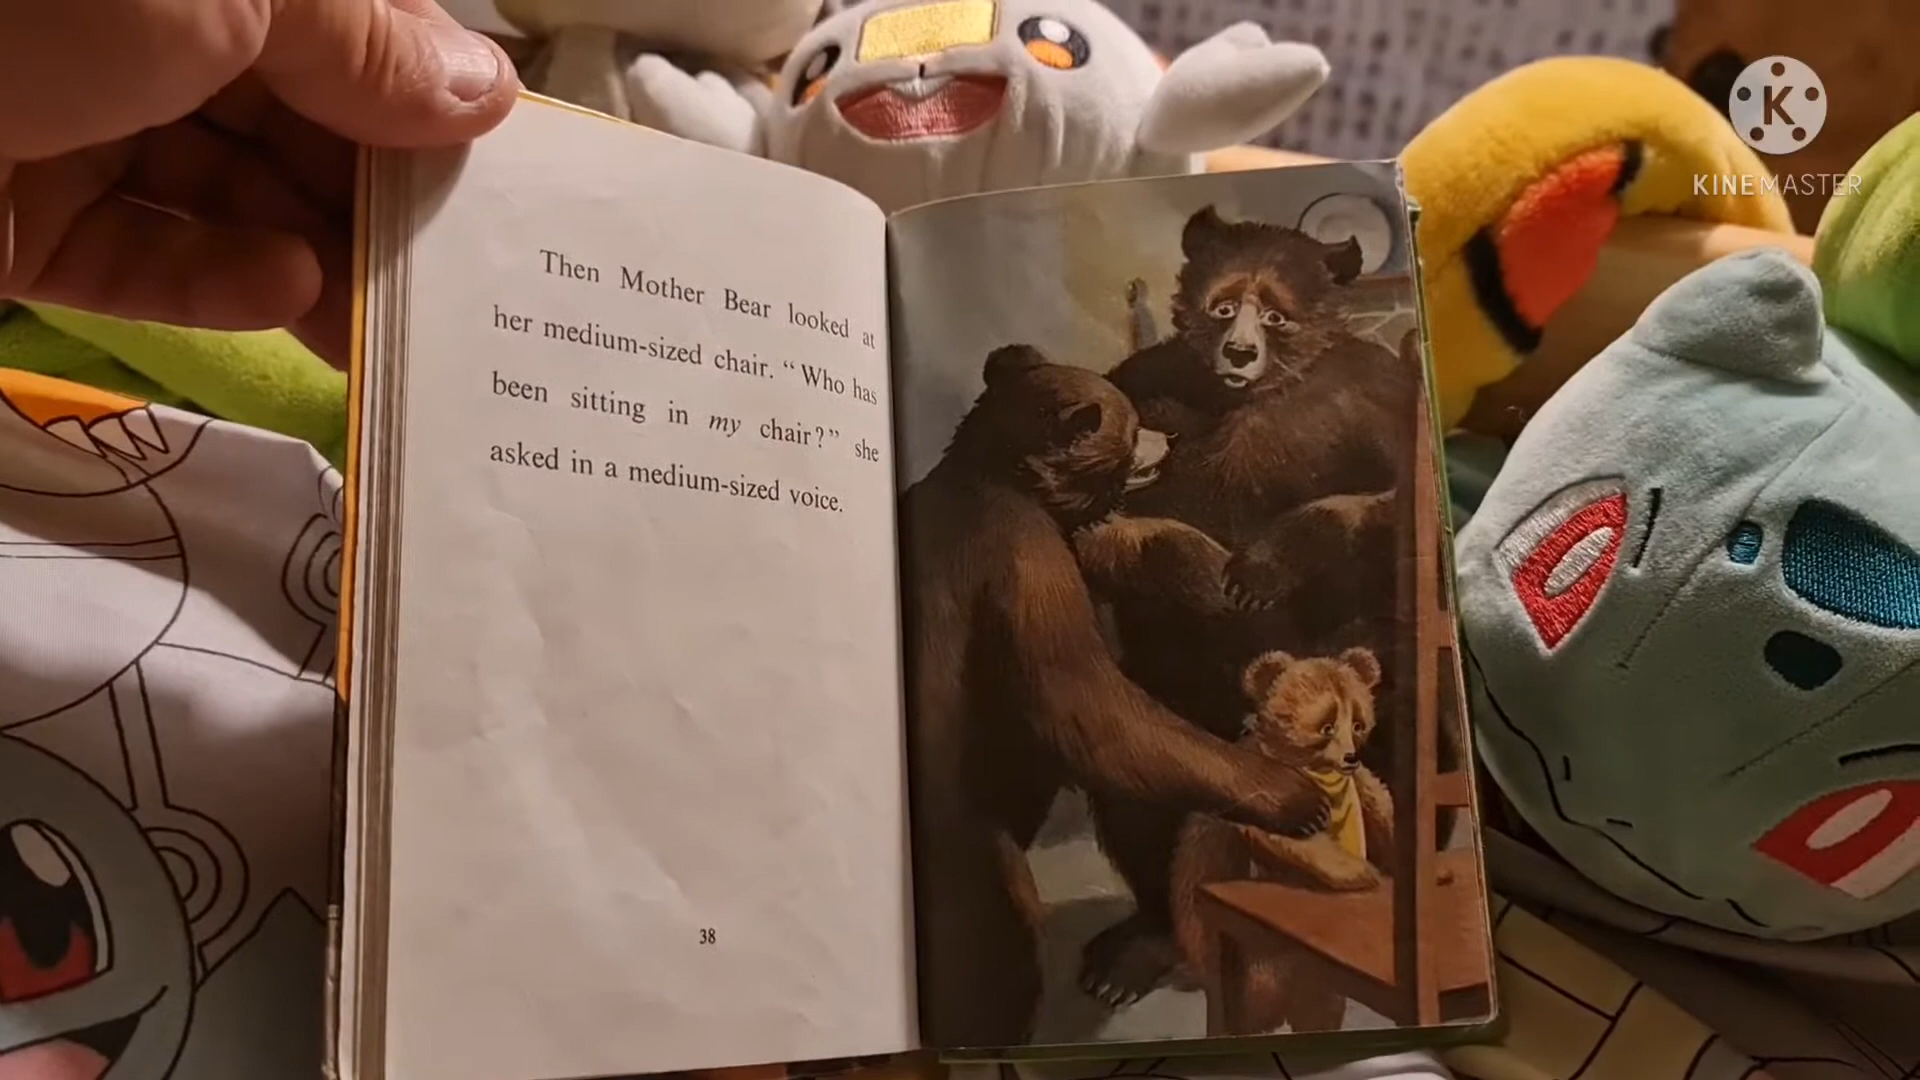 Then Mother Bear looked at
her medium-sized chair. “ Who has
been sitting in my chair?” she
asked in a medium-sized voice.
38
K
KINEMASTER